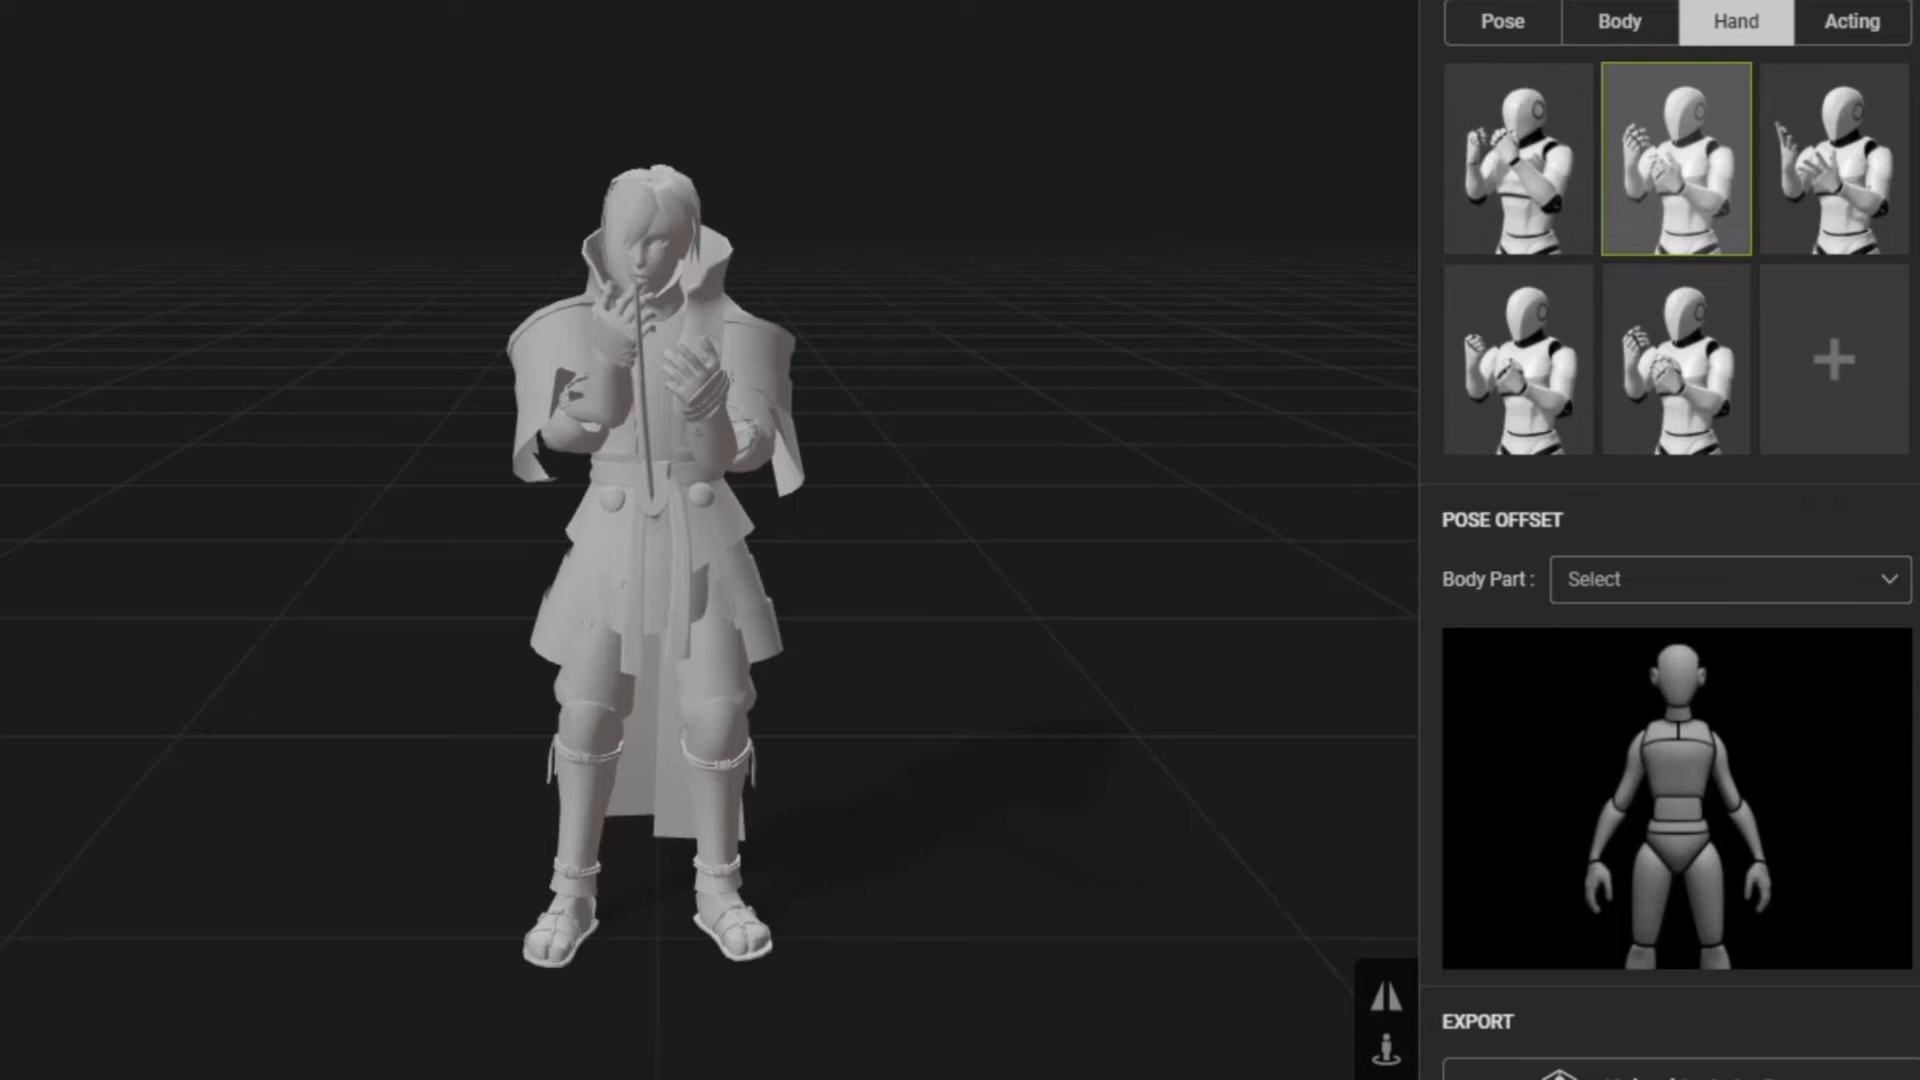 Pose Body Hand Acting
POSE OFFSET
Body Part : Select
EXPORT